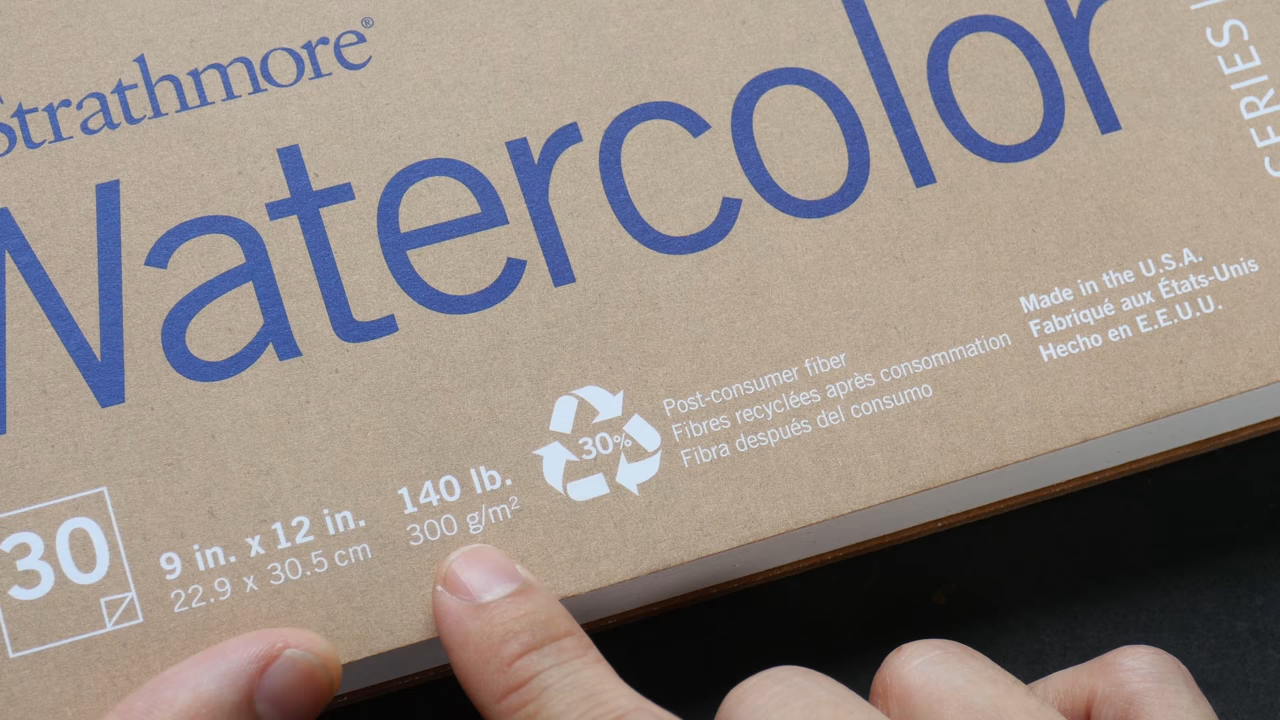 Strathmore®
Watercolor
SERIES
Made in the U.S.A.
Fabriqué aux États-Unis
Hecho en E.E.U.U.
Post-consumer fiber
Fibres recyclées après consommation
Fibra después del consumo
30%
140 lb.
300 g/m²
9 in. x 12 in.
22.9 x 30.5 cm
30